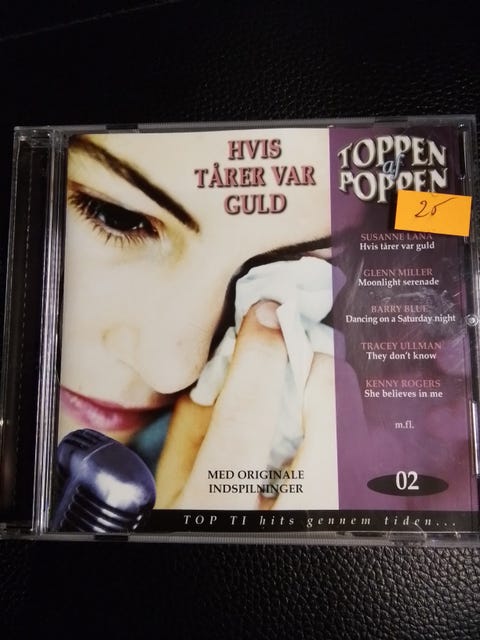 HVIS
TÅRER VAR
GULD
TOPPEN
af
POPPEN
25
SUSANNE LANA
Hvis tårer var guld
GLENN MILLER
Moonlight serenade
BARRY BLUE
Dancing on a Saturday night
TRACEY ULLMAN
They don't know
KENNY ROGERS
She believes in me
m.fl.
MED ORIGINALE
INDSPILNINGER
02
TOP TI hits gennem tiden...